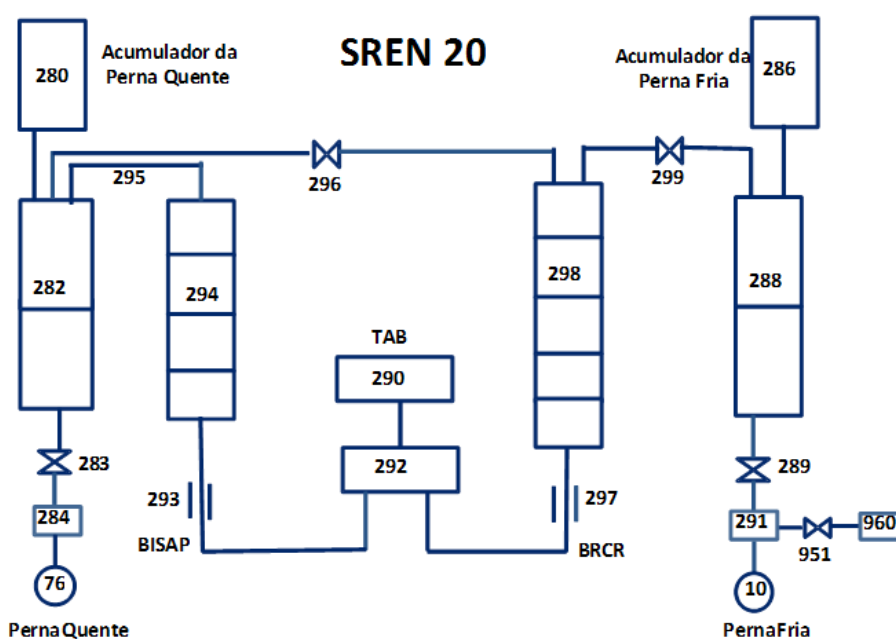 SREN 20
280
Acumulador da
Perna Quente
Acumulador da
Perna Fria
286
295
296
299
282
294
298
288
TAB
290
292
283
293
297
289
284
291
960
BISAP
BRCR
951
76
10
PernaQuente
PernaFria